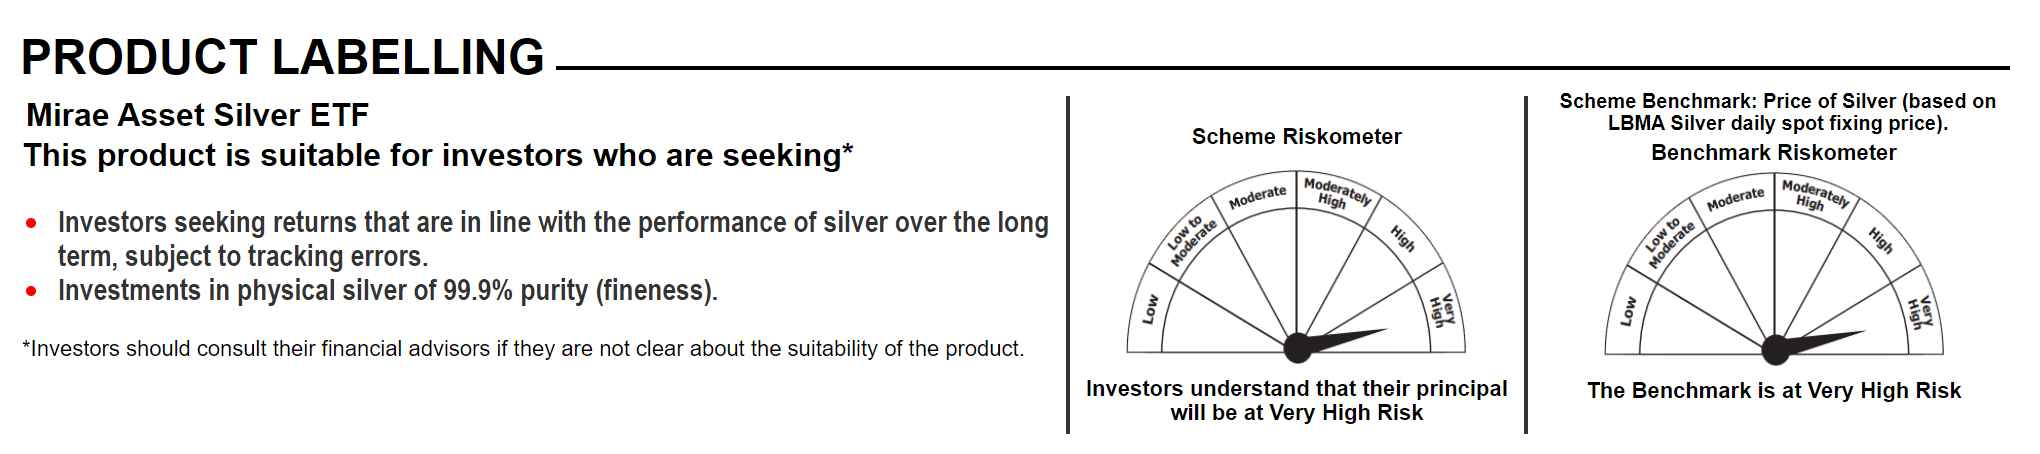 PRODUCT LABELLING
Mirae Asset Silver ETF
This product is suitable for investors who are seeking*
• Investors seeking returns that are in line with the performance of silver over the long
term, subject to tracking errors.
• Investments in physical silver of 99.9% purity (fineness).
*Investors should consult their financial advisors if they are not clear about the suitability of the product.
Scheme Riskometer
Low
Low to
Moderate
Moderate
Moderately
High
High
Very
High
Investors understand that their principal
will be at Very High Risk
Scheme Benchmark: Price of Silver (based on
LBMA Silver daily spot fixing price).
Benchmark Riskometer
Low
Low to
Moderate
Moderate
Moderately
High
High
Very
High
The Benchmark is at Very High Risk